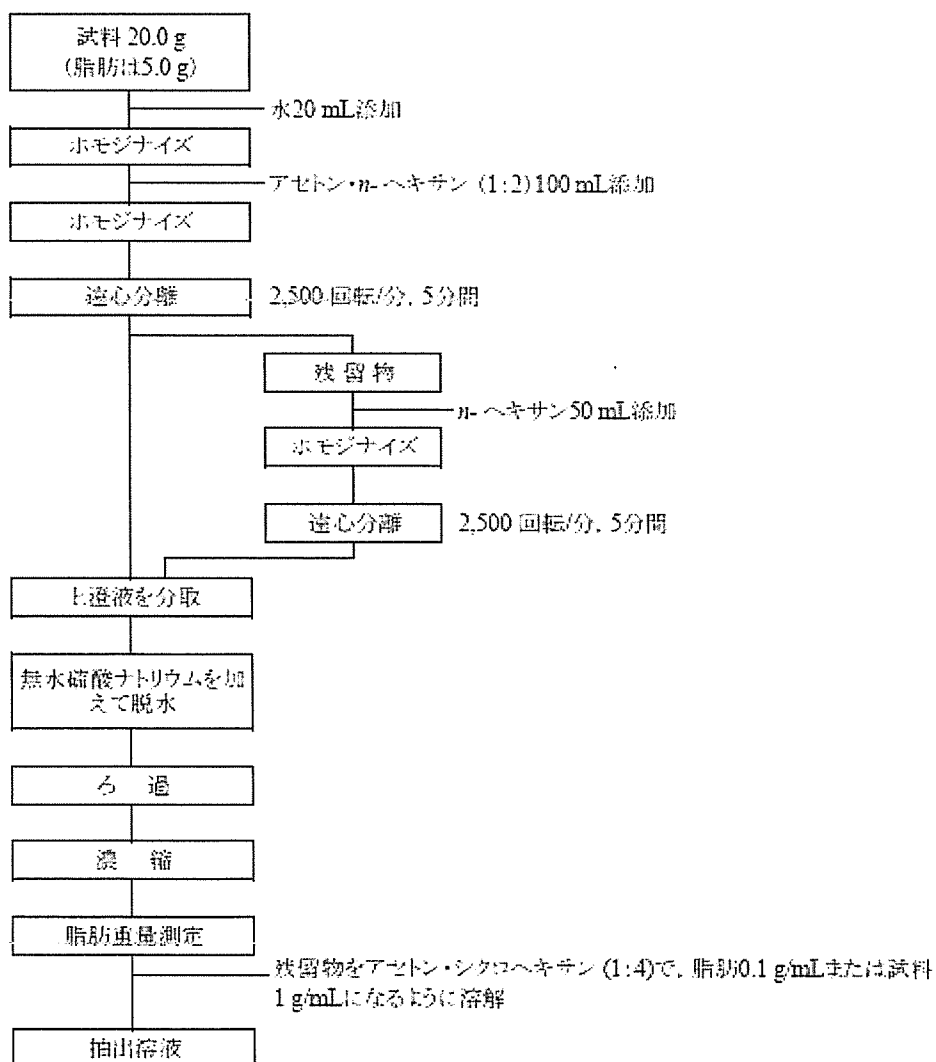 試料 20.0 g
(脂肪は5.0 g)
水20 mL添加
ホモジナイズ
アセトン・n-ヘキサン (1:2) 100 mL添加
ホモジナイズ
遠心分離
2,500 回転/分, 5分間
残 留 物
n-ヘキサン50 mL添加
ホモジナイズ
遠心分離
2,500 回転/分, 5分間
上澄液を分取
無水硫酸ナトリウムを加
えて脱水
ろ 過
濃 縮
脂肪重量測定
残留物をアセトン・シクロヘキサン (1:4)で, 脂肪0.1 g/mLまたは試料
1 g/mLになるように溶解
抽出溶液